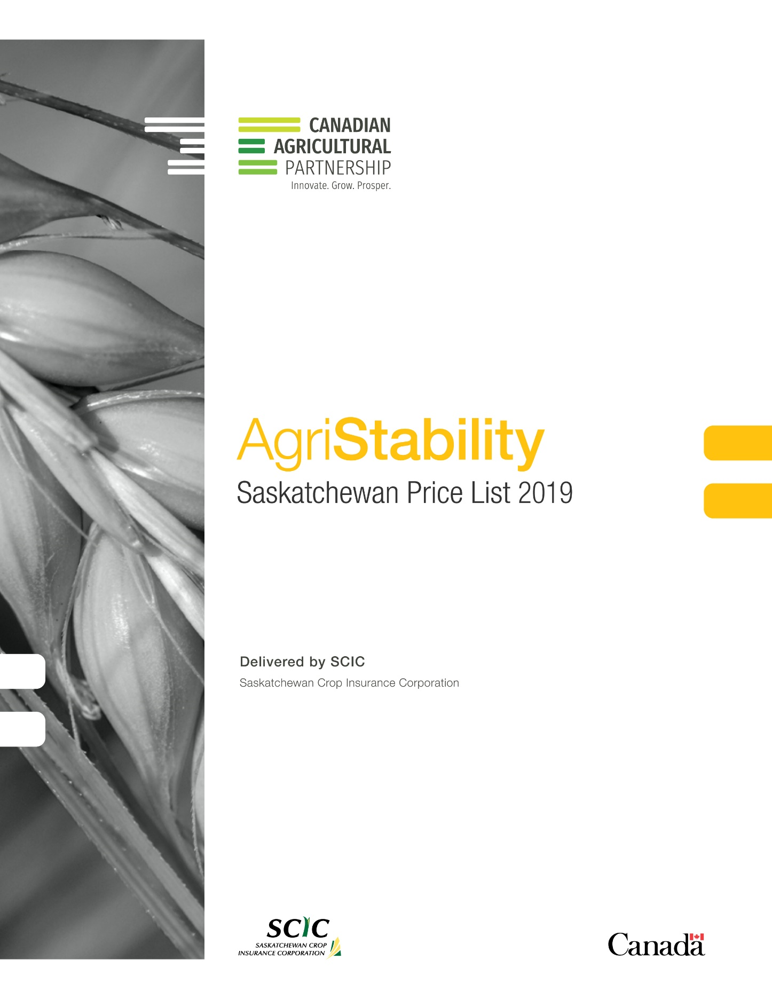 CANADIAN
AGRICULTURAL
PARTNERSHIP
Innovate. Grow. Prosper.
AgriStability
Saskatchewan Price List 2019
Delivered by SCIC
Saskatchewan Crop Insurance Corporation
SCIC
SASKATCHEWAN CROP
INSURANCE CORPORATION
Canada